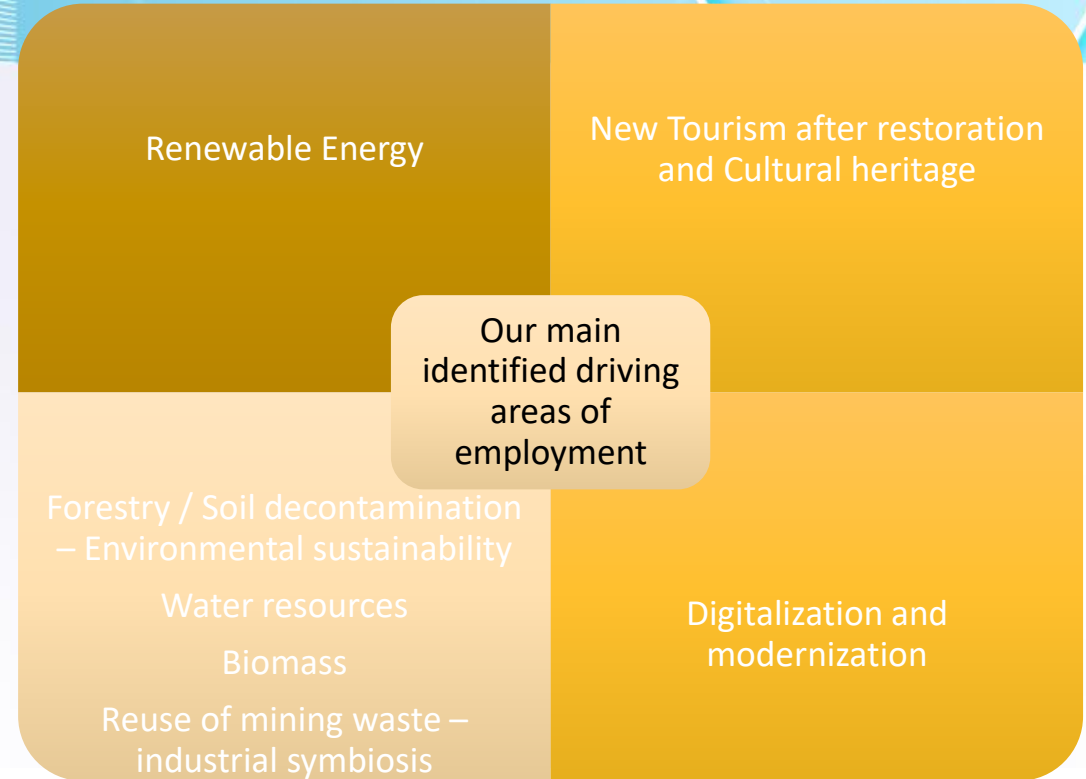 Renewable Energy
New Tourism after restoration
and Cultural heritage
Our main
identified driving
areas of
employment
Forestry / Soil decontamination
– Environmental sustainability
Water resources
Biomass
Reuse of mining waste –
industrial symbiosis
Digitalization and
modernization